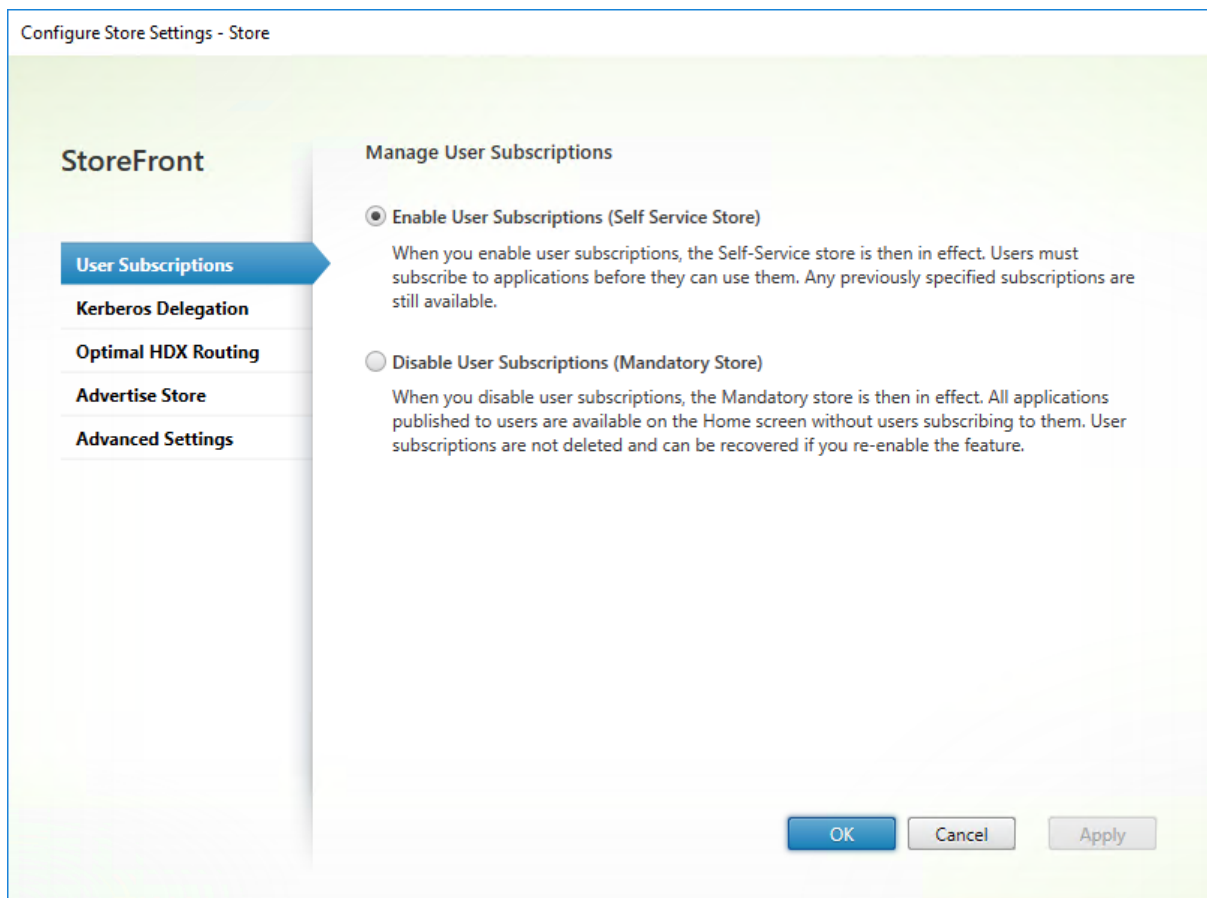 Configure Store Settings - Store
StoreFront
User Subscriptions
Kerberos Delegation
Optimal HDX Routing
Advertise Store
Advanced Settings
Manage User Subscriptions
Enable User Subscriptions (Self Service Store)
When you enable user subscriptions, the Self-Service store is then in effect. Users must
subscribe to applications before they can use them. Any previously specified subscriptions are
still available.
Disable User Subscriptions (Mandatory Store)
When you disable user subscriptions, the Mandatory store is then in effect. All applications
published to users are available on the Home screen without users subscribing to them. User
subscriptions are not deleted and can be recovered if you re-enable the feature.
OK
Cancel
Apply